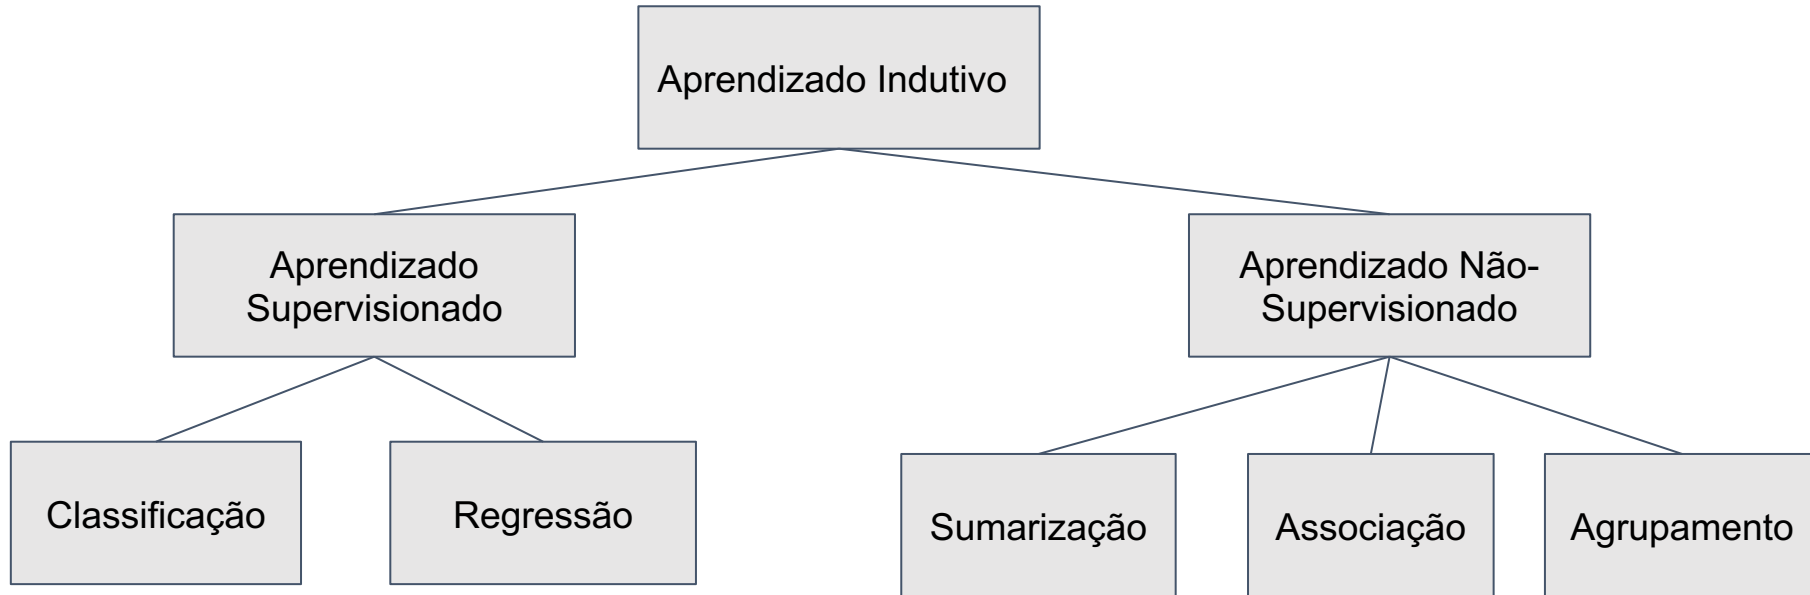 Aprendizado Indutivo
Aprendizado
Supervisionado
Aprendizado Não-
Supervisionado
Classificação
Regressão
Sumarização
Associação
Agrupamento